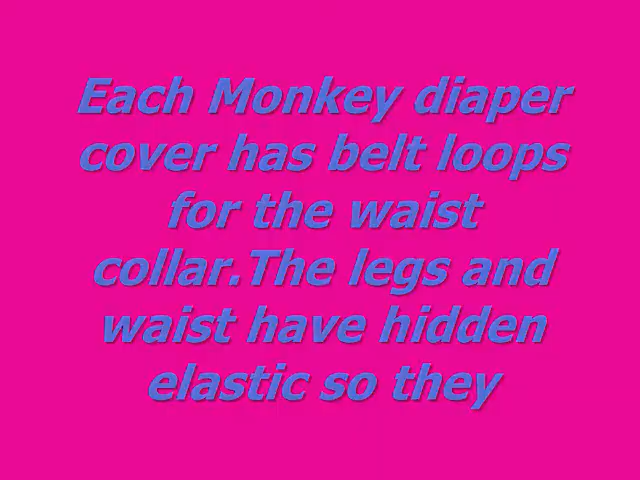 Each Monkey diaper
cover has belt loops
for the waist
collar.The legs and
waist have hidden
elastic so they